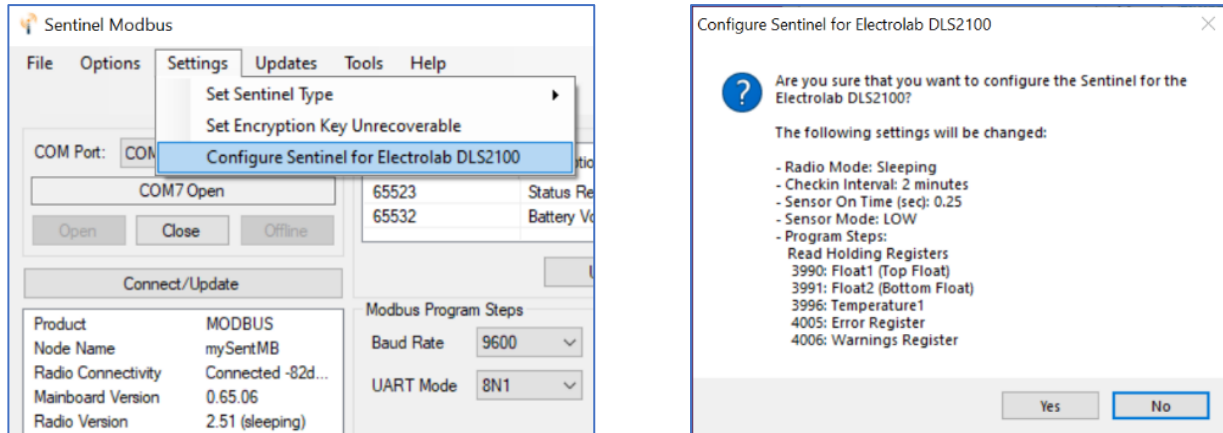 Sentinel Modbus
File Options Settings Updates Tools Help
Set Sentinel Type
Set Encryption Key Unrecoverable
Configure Sentinel for Electrolab DLS2100
COM Port:
COM7 Open
Open Close Offline
Connect/Update
65523 Status Re
65532 Battery Vo
Product MODBUS
Node Name mySentMB
Radio Connectivity Connected -82d...
Mainboard Version 0.65.06
Radio Version 2.51 (sleeping)
Modbus Program Steps
Baud Rate 9600
UART Mode 8N1
Configure Sentinel for Electrolab DLS2100
Are you sure that you want to configure the Sentinel for the
Electrolab DLS2100?
The following settings will be changed:
- Radio Mode: Sleeping
- Checkin Interval: 2 minutes
- Sensor On Time (sec): 0.25
- Sensor Mode: LOW
- Program Steps:
Read Holding Registers
3990: Float1 (Top Float)
3991: Float2 (Bottom Float)
3996: Temperature1
4005: Error Register
4006: Warnings Register
Yes No